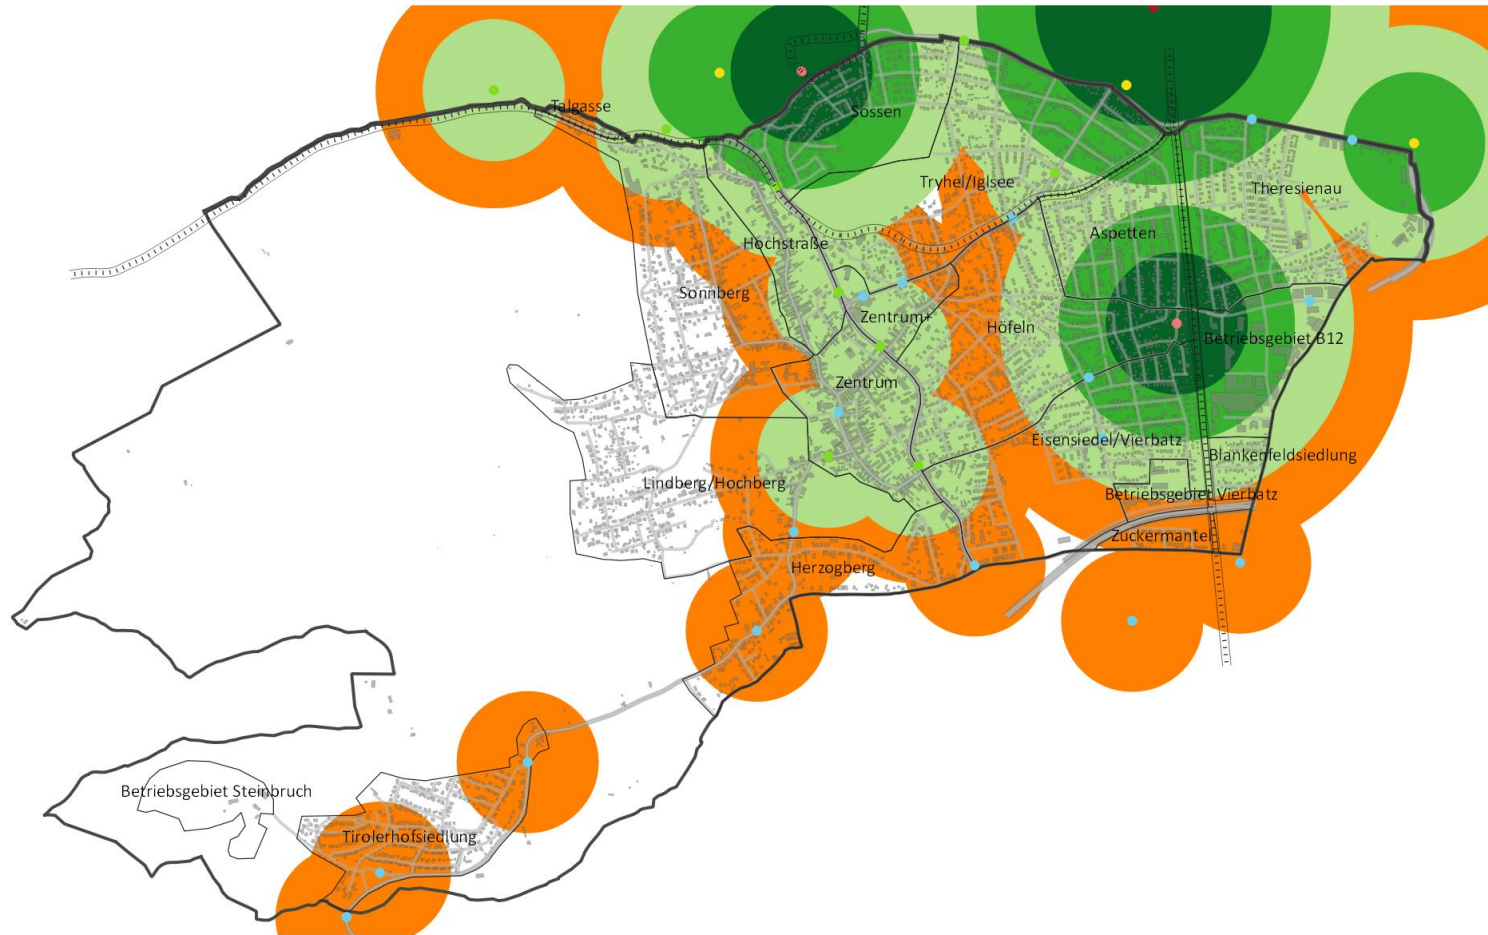 Talgasse
Sossen
Tryhel/Iglsee
Theresienau
Aspetten
Hochstraße
Sonnberg
Zentrum+
Höfeln
Betriebsgebiet B12
Zentrum
Eisensiedel/Vierbatz
Blankenfeldsiedlung
Lindberg/Hochberg
Betriebsgebiet Vierbatz
Zuckermantel
Herzogberg
Betriebsgebiet Steinbruch
Tirolerhofsiedlung